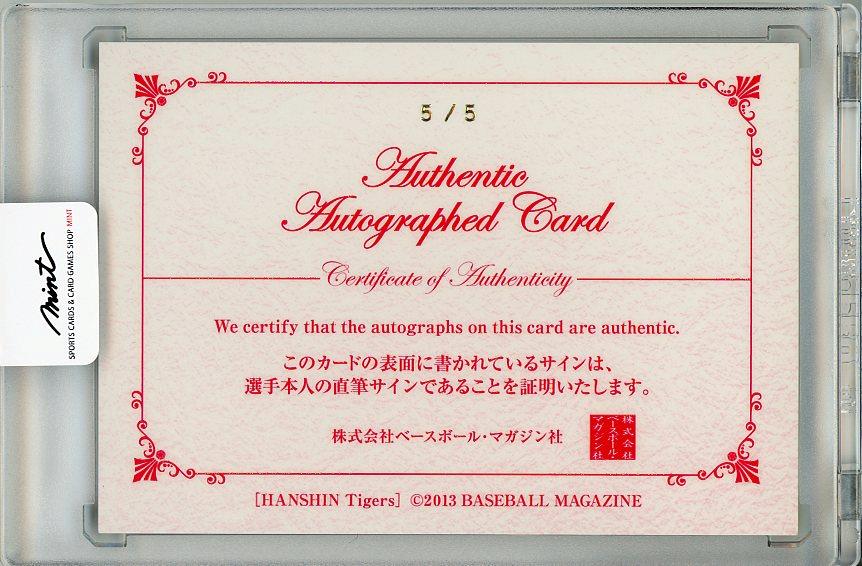 5 / 5
Authentic
Autographed Card
Certificate of Authenticity
We certify that the autographs on this card are authentic.
このカードの表面に書かれているサインは、
選手本人の直筆サインであることを証明いたします。
株式会社ベースボール・マガジン社
株式会社
ベースボール・
マガジン社
[HANSHIN Tigers] ©2013 BASEBALL MAGAZINE
mint
SPORTS CARDS & CARD GAMES SHOP MINT